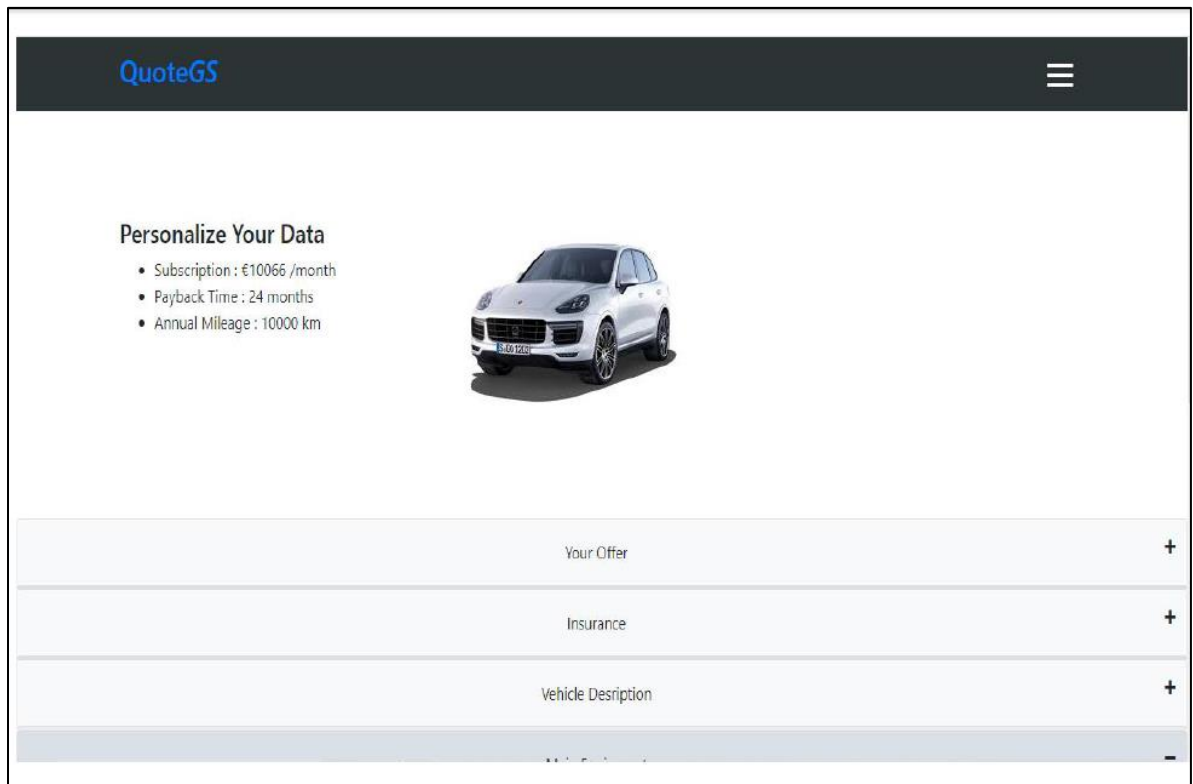 QuoteGS
Personalize Your Data
• Subscription : €10066 /month
• Payback Time : 24 months
• Annual Mileage : 10000 km
Your Offer
+
Insurance
+
Vehicle Desription
+